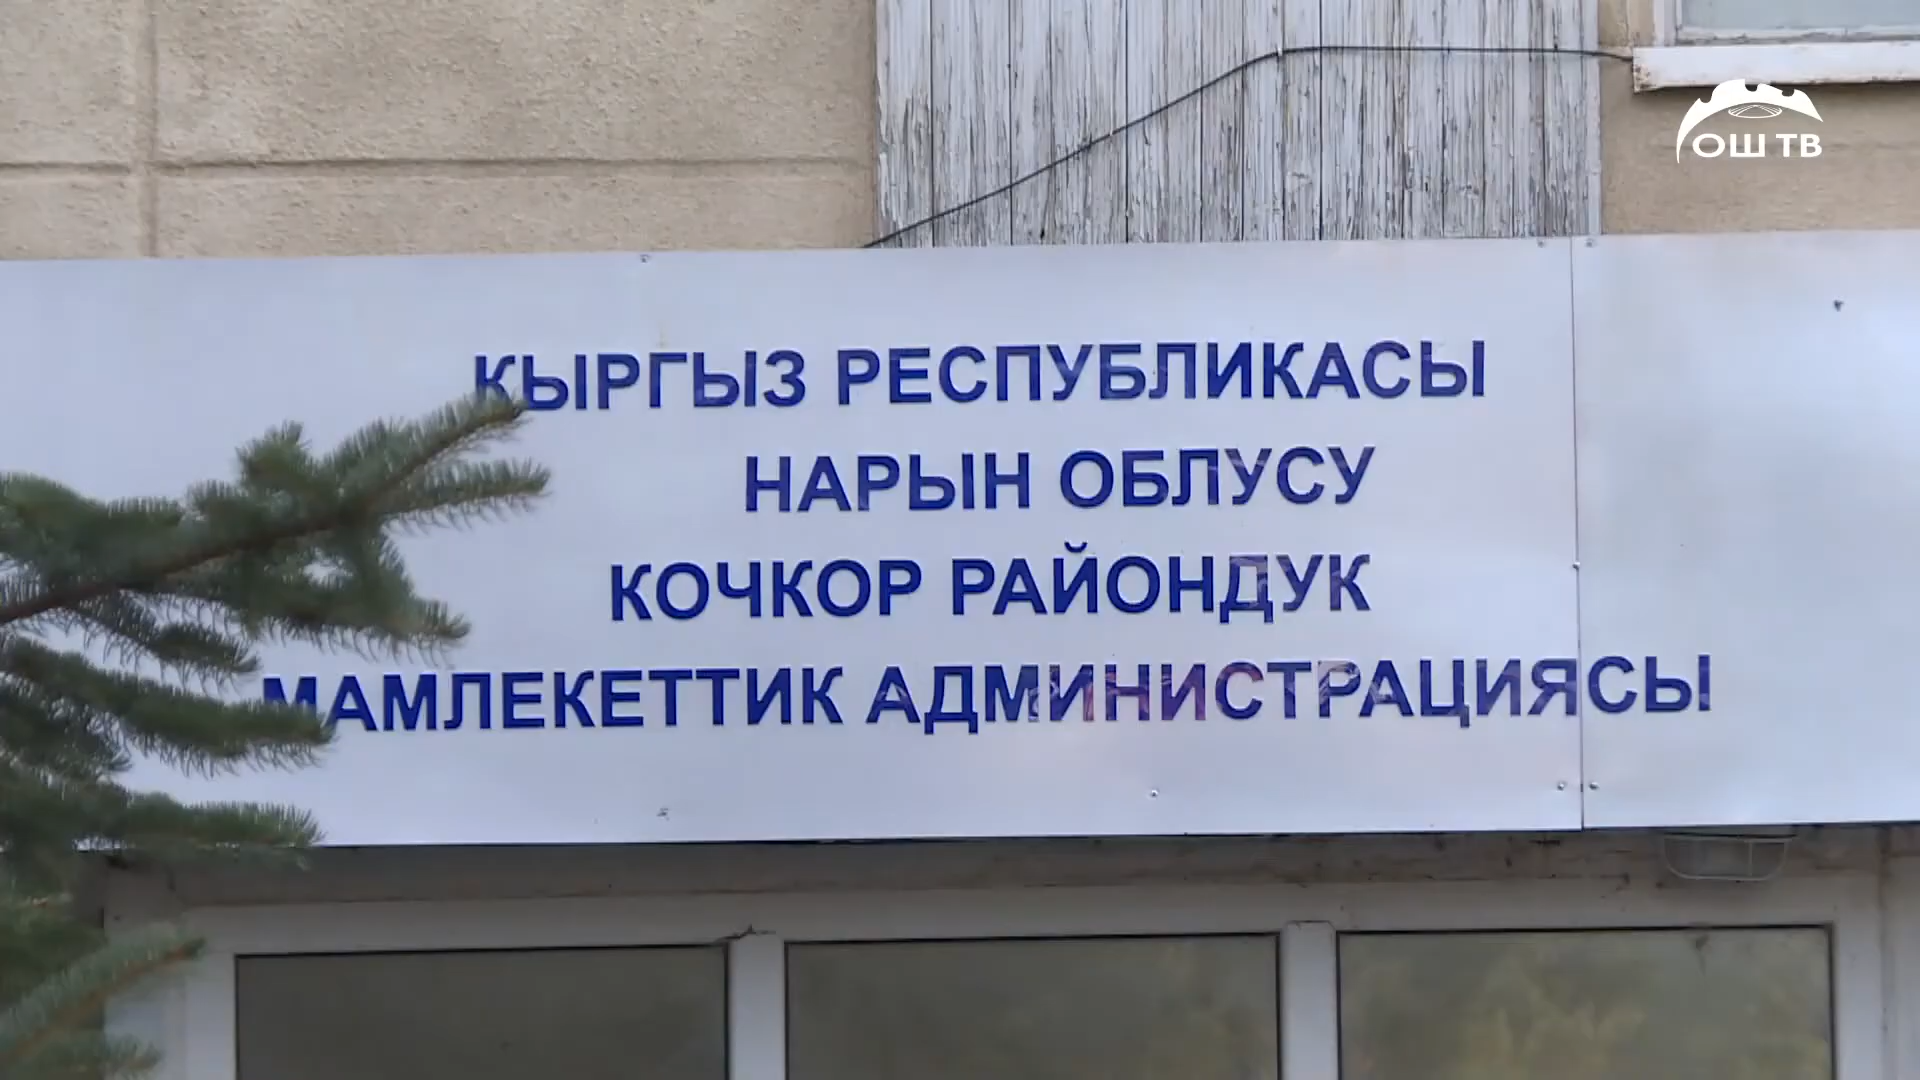 ОШ ТВ
КЫРГЫЗ РЕСПУБЛИКАСЫ
НАРЫН ОБЛУСУ
КОЧКОР РАЙОНДУК
МАМЛЕКЕТТИК АДМИНИСТРАЦИЯСЫ